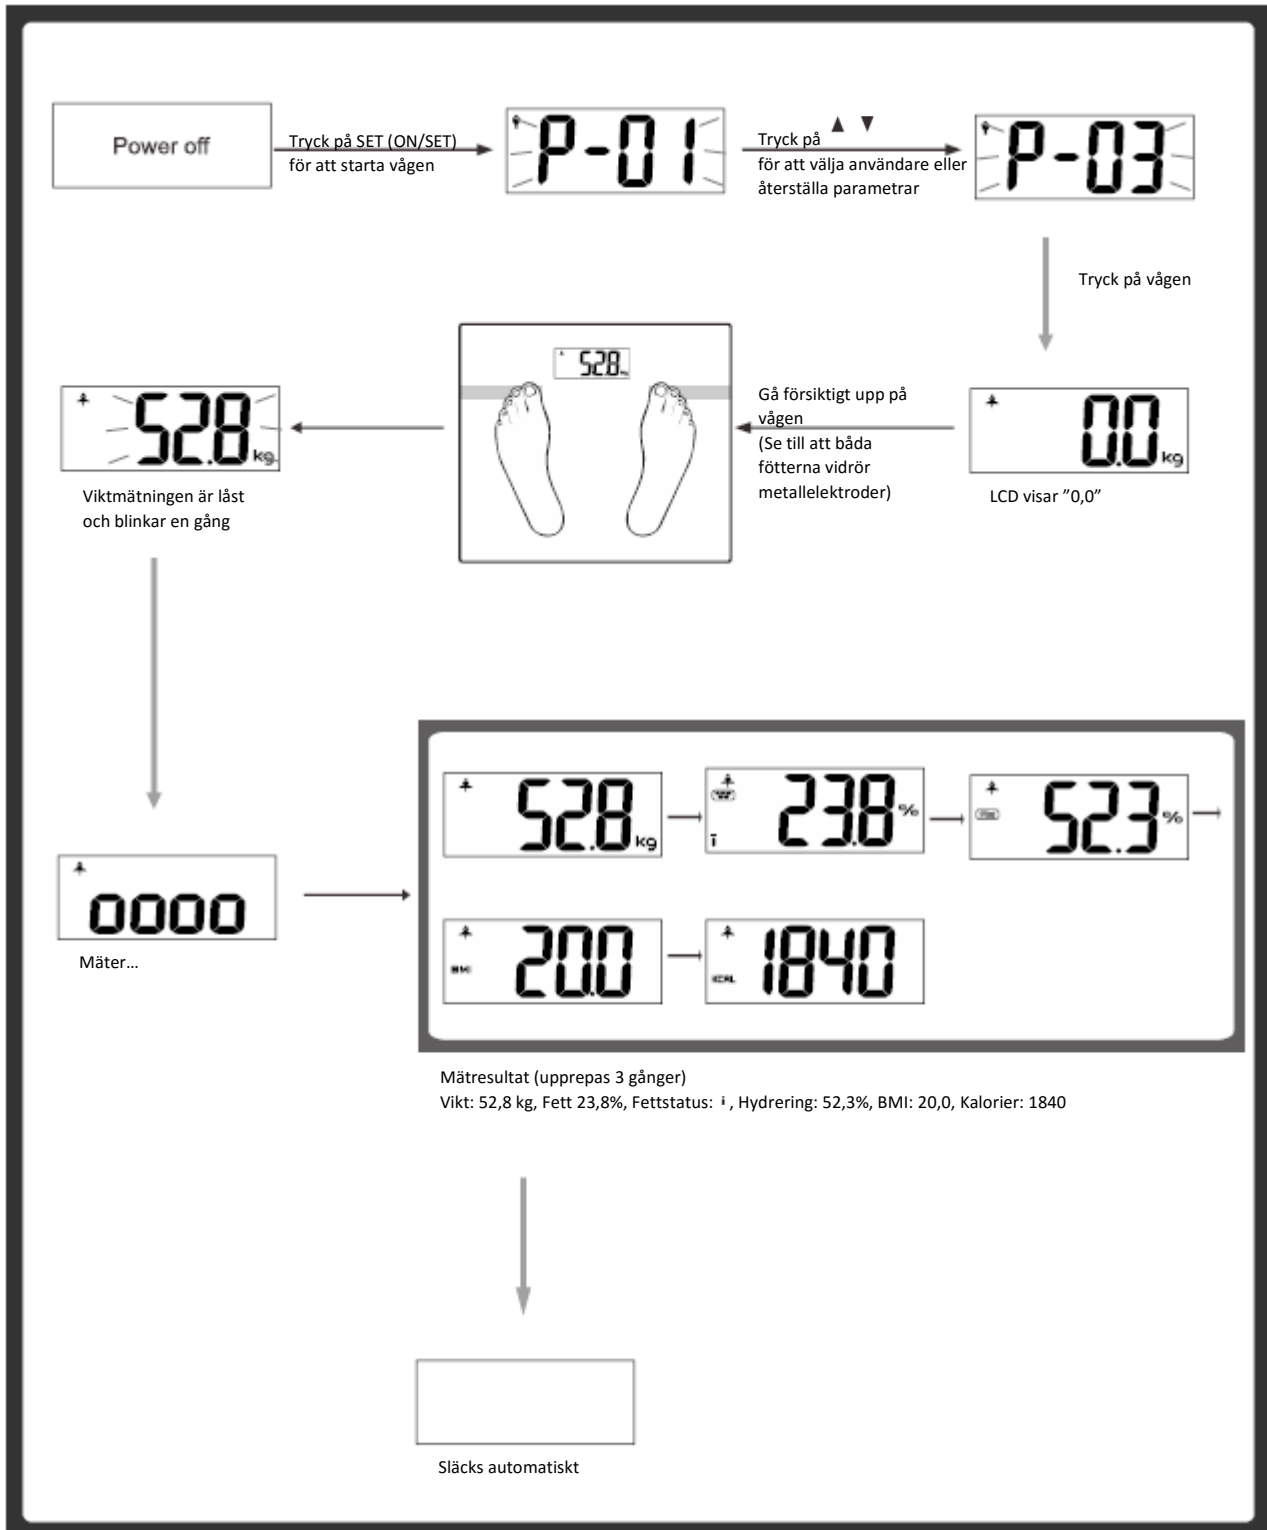 Power off
Tryck på SET (ON/SET)
för att starta vågen
P-01
Tryck på ▲ ▼
för att välja användare eller
återställa parametrar
P-03
Tryck på vågen
0.0 kg
LCD visar ”0,0”
Gå försiktigt upp på
vågen
(Se till att båda
fötterna vidrör
metallelektroder)
52.8
52.8 kg
Viktmätningen är låst
och blinkar en gång
0000
Mäter...
52.8 kg
23.8 %
52.3 %
BMI 20.0
KCAL 1840
Mätresultat (upprepas 3 gånger)
Vikt: 52,8 kg, Fett 23,8%, Fettstatus: i , Hydrering: 52,3%, BMI: 20,0, Kalorier: 1840
Släcks automatiskt